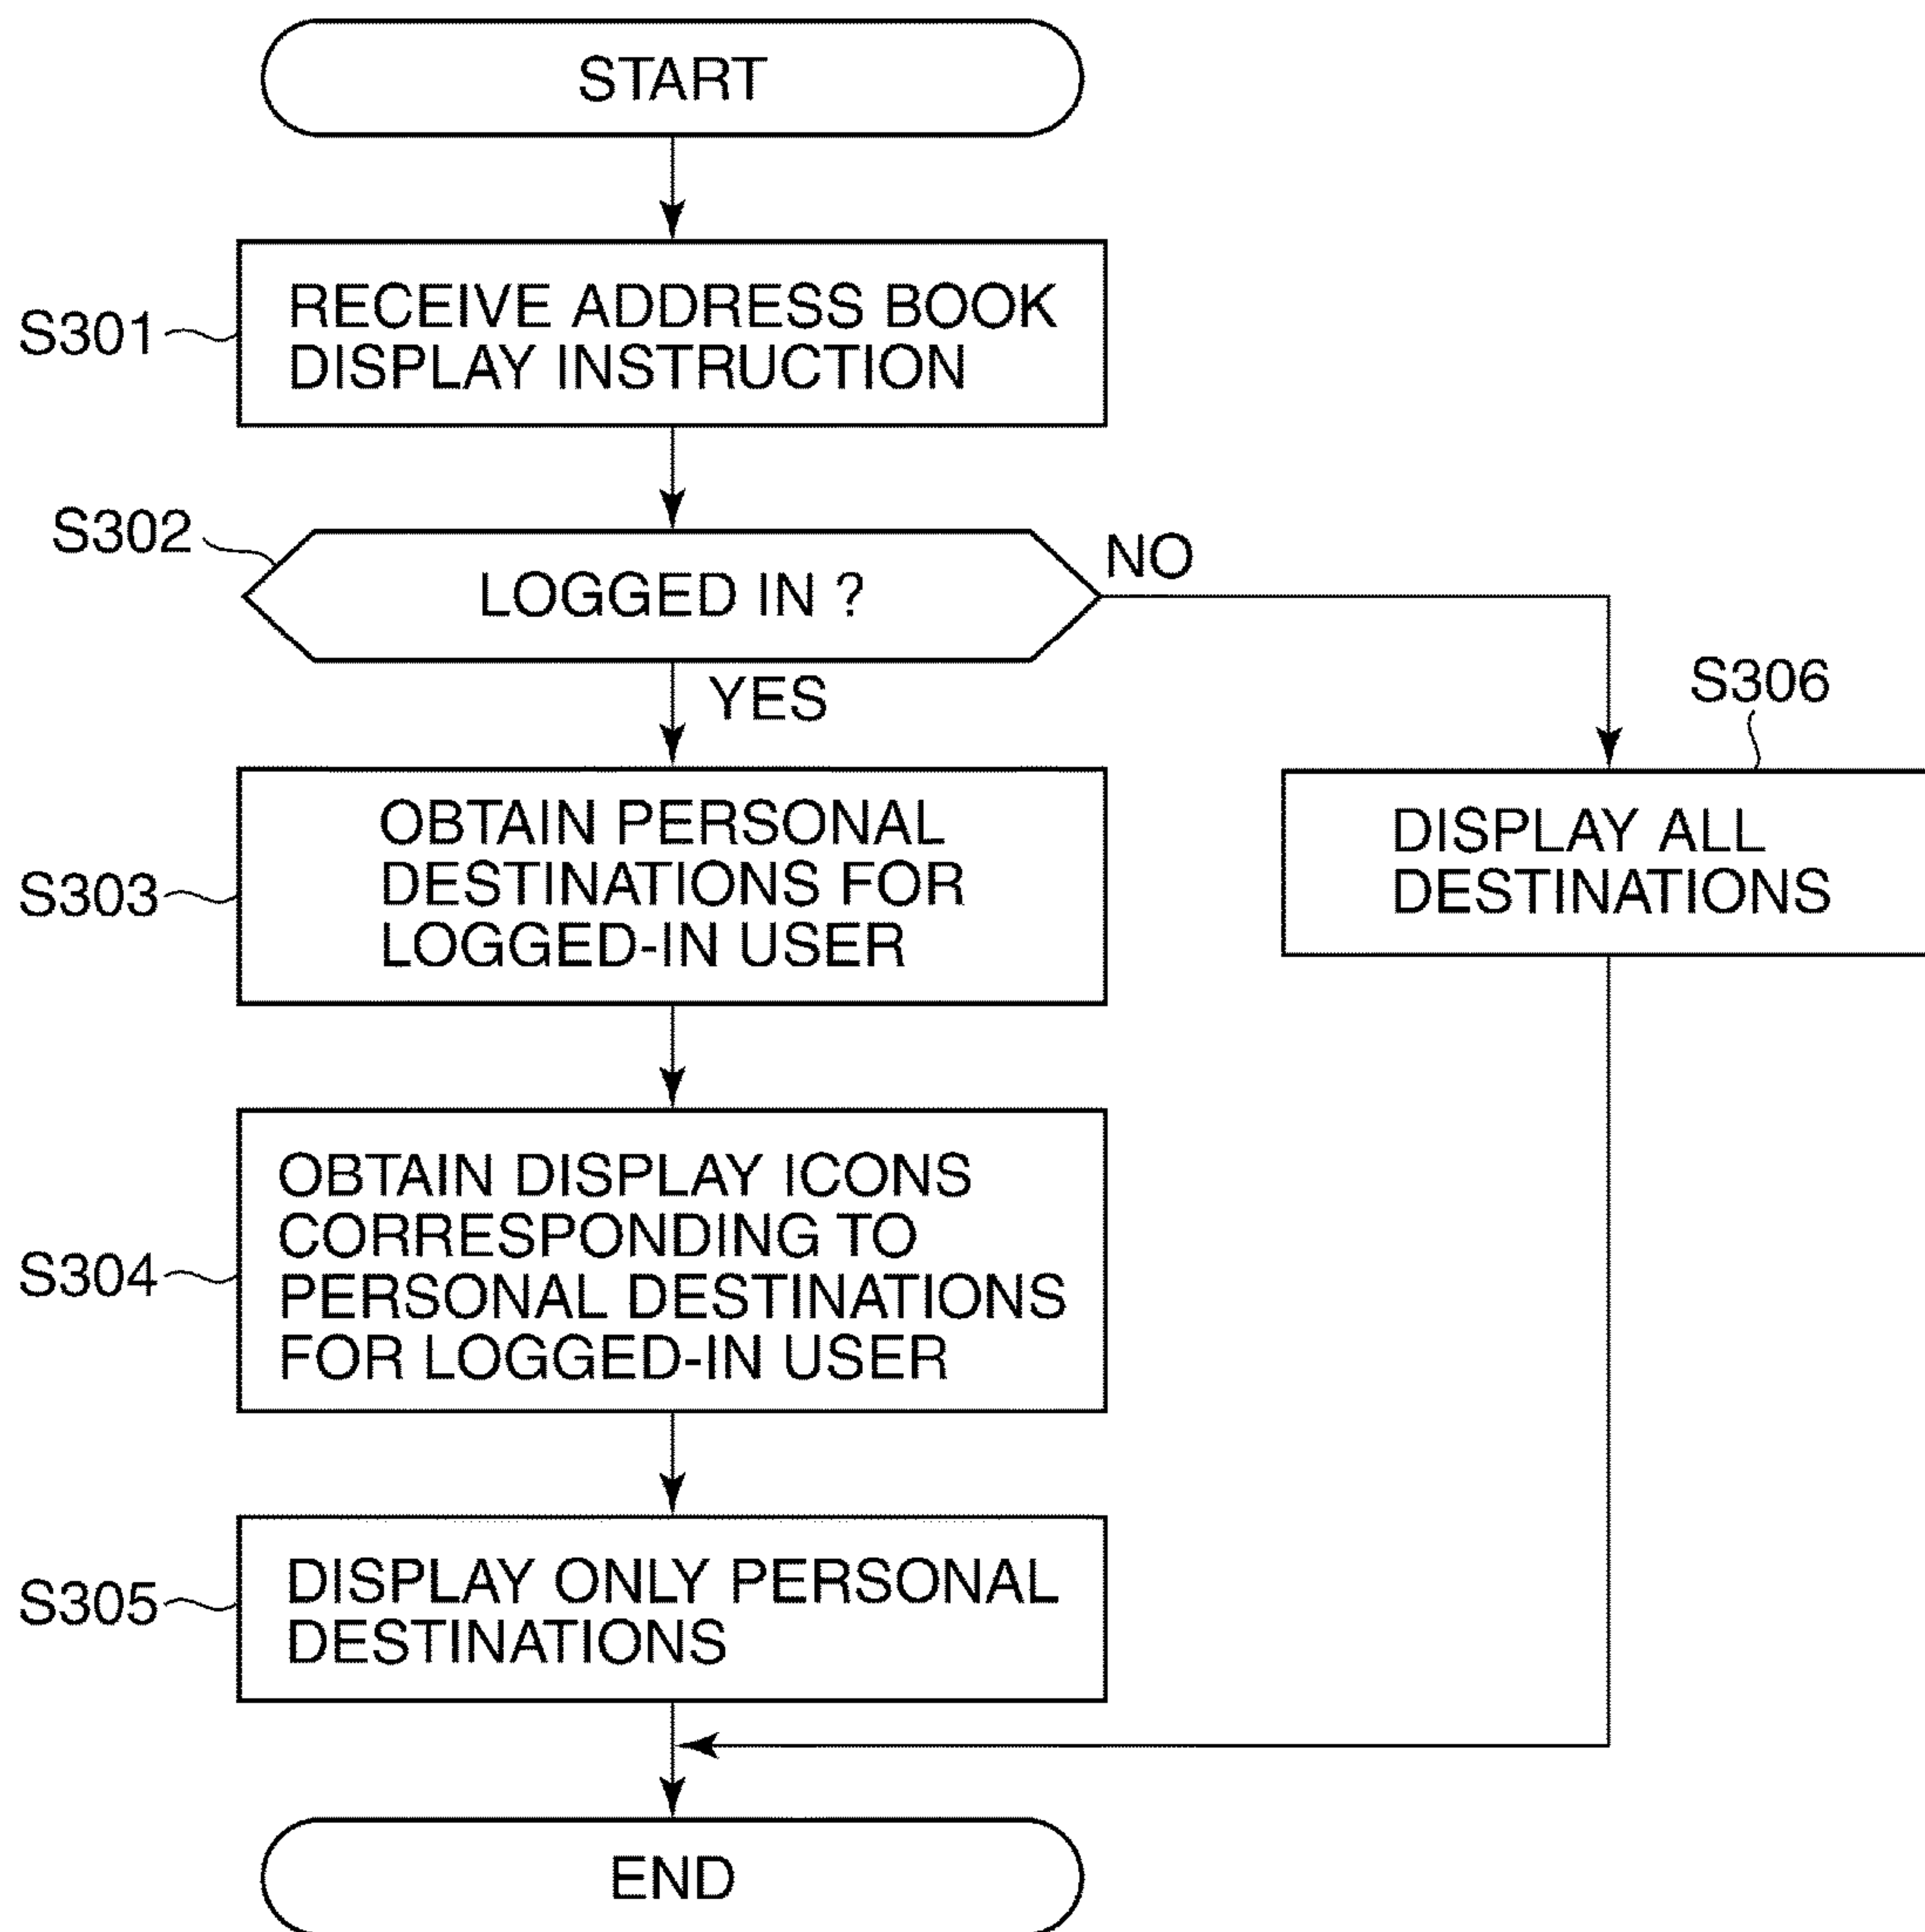 START
S301
RECEIVE ADDRESS BOOK
DISPLAY INSTRUCTION
S302
LOGGED IN ?
NO
YES
S306
S303
OBTAIN PERSONAL
DESTINATIONS FOR
LOGGED-IN USER
DISPLAY ALL
DESTINATIONS
S304
OBTAIN DISPLAY ICONS
CORRESPONDING TO
PERSONAL DESTINATIONS
FOR LOGGED-IN USER
S305
DISPLAY ONLY PERSONAL
DESTINATIONS
END